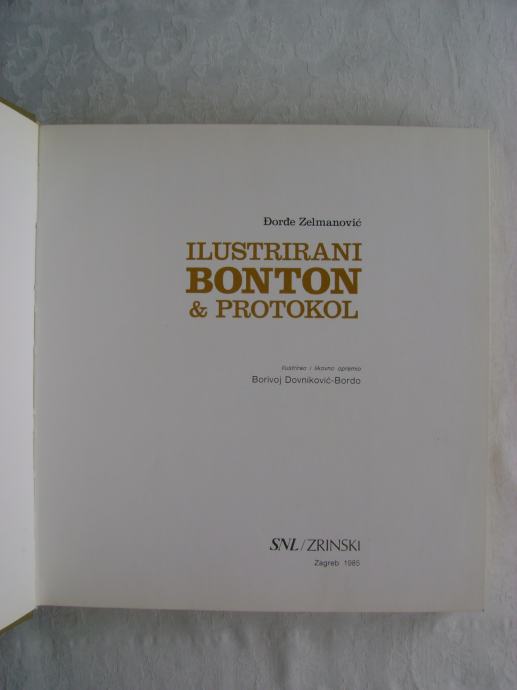 Đorđe Zelmanović
ILUSTRIRANI
BONTON
& PROTOKOL
Ilustrirao i likovno opremio
Borivoj Dovniković-Bordo
SNL/ZRINSKI
Zagreb 1985